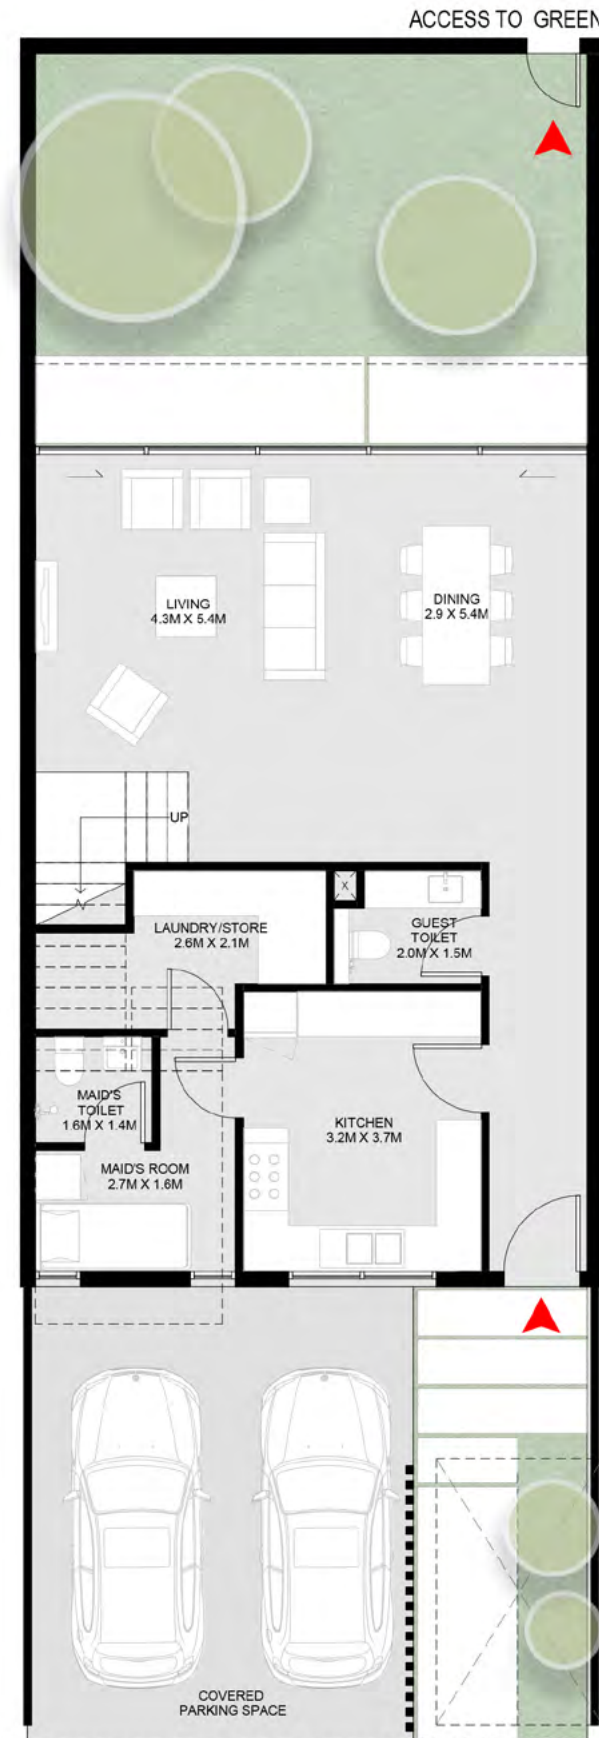 ACCESS TO GREEN
LIVING
4.3M X 5.4M
DINING
2.9 X 5.4M
UP
LAUNDRY/STORE
2.6M X 2.1M
X
GUEST
TOILET
2.0M X 1.5M
MAID'S
TOILET
1.6M X 1.4M
KITCHEN
3.2M X 3.7M
MAID'S ROOM
2.7M X 1.6M
COVERED
PARKING SPACE